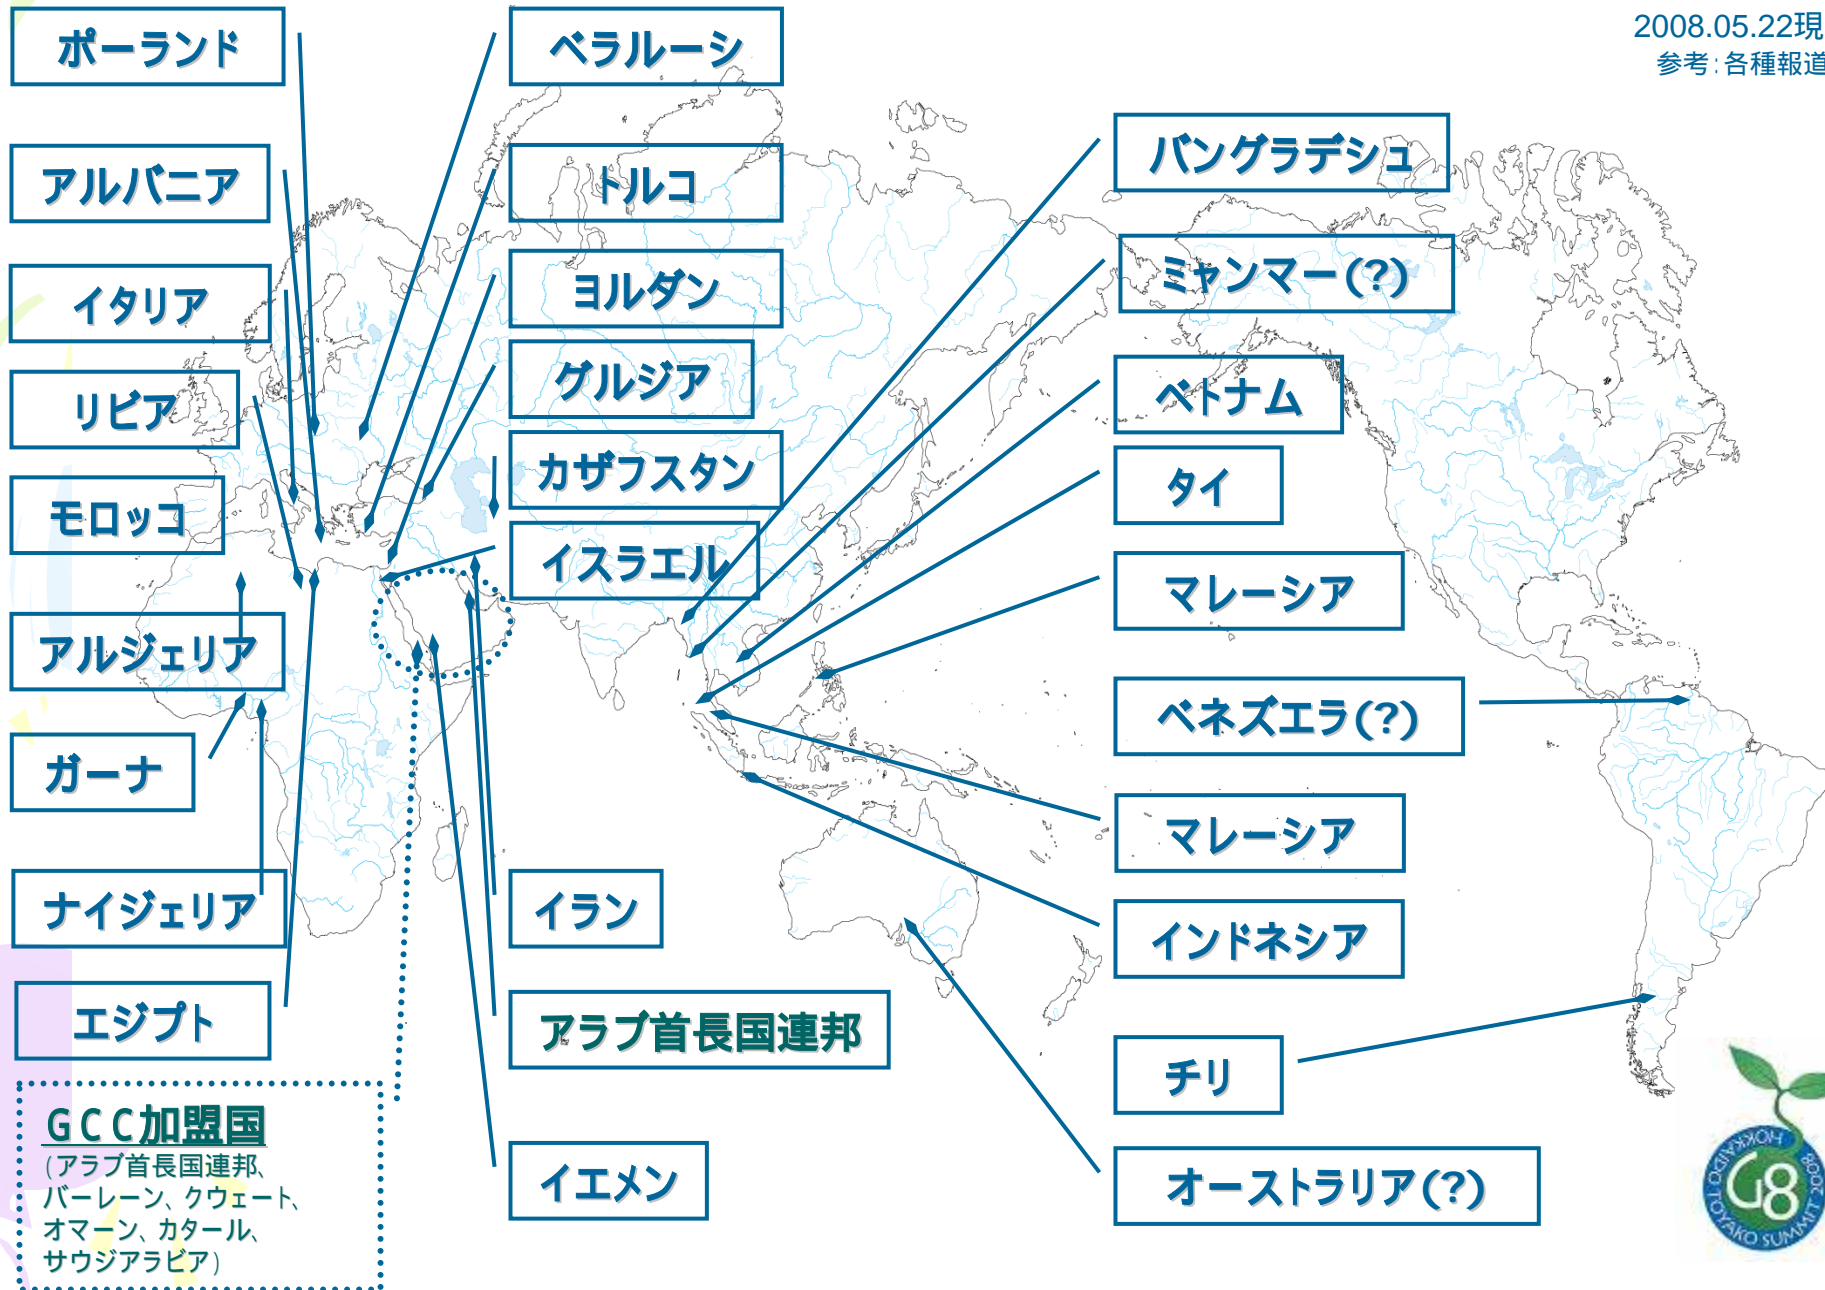 2008.05.22現
参考:各種報道
ポーランド
アルバニア
イタリア
リビア
モロッコ
アルジェリア
ガーナ
ナイジェリア
エジプト
GCC加盟国
(アラブ首長国連邦、
バーレーン、クウェート、
オマーン、カタール、
サウジアラビア)
ベラルーシ
トルコ
ヨルダン
グルジア
カザフスタン
イスラエル
イラン
アラブ首長国連邦
イエメン
バングラデシュ
ミャンマー(?)
ベトナム
タイ
マレーシア
ベネズエラ(?)
マレーシア
インドネシア
チリ
オーストラリア(?)
G8
HOKKAIDO TOYAKO SUMMIT 2008